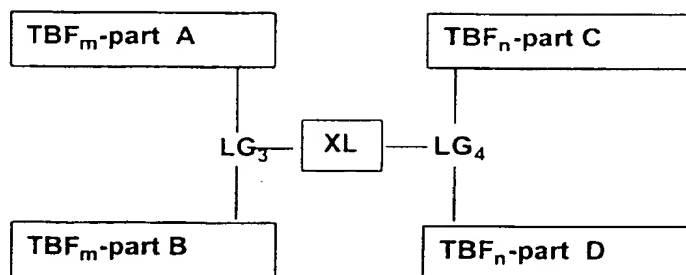 TBFm-part A TBFn-part C
LG3 XL LG4
TBFm-part B TBFn-part D